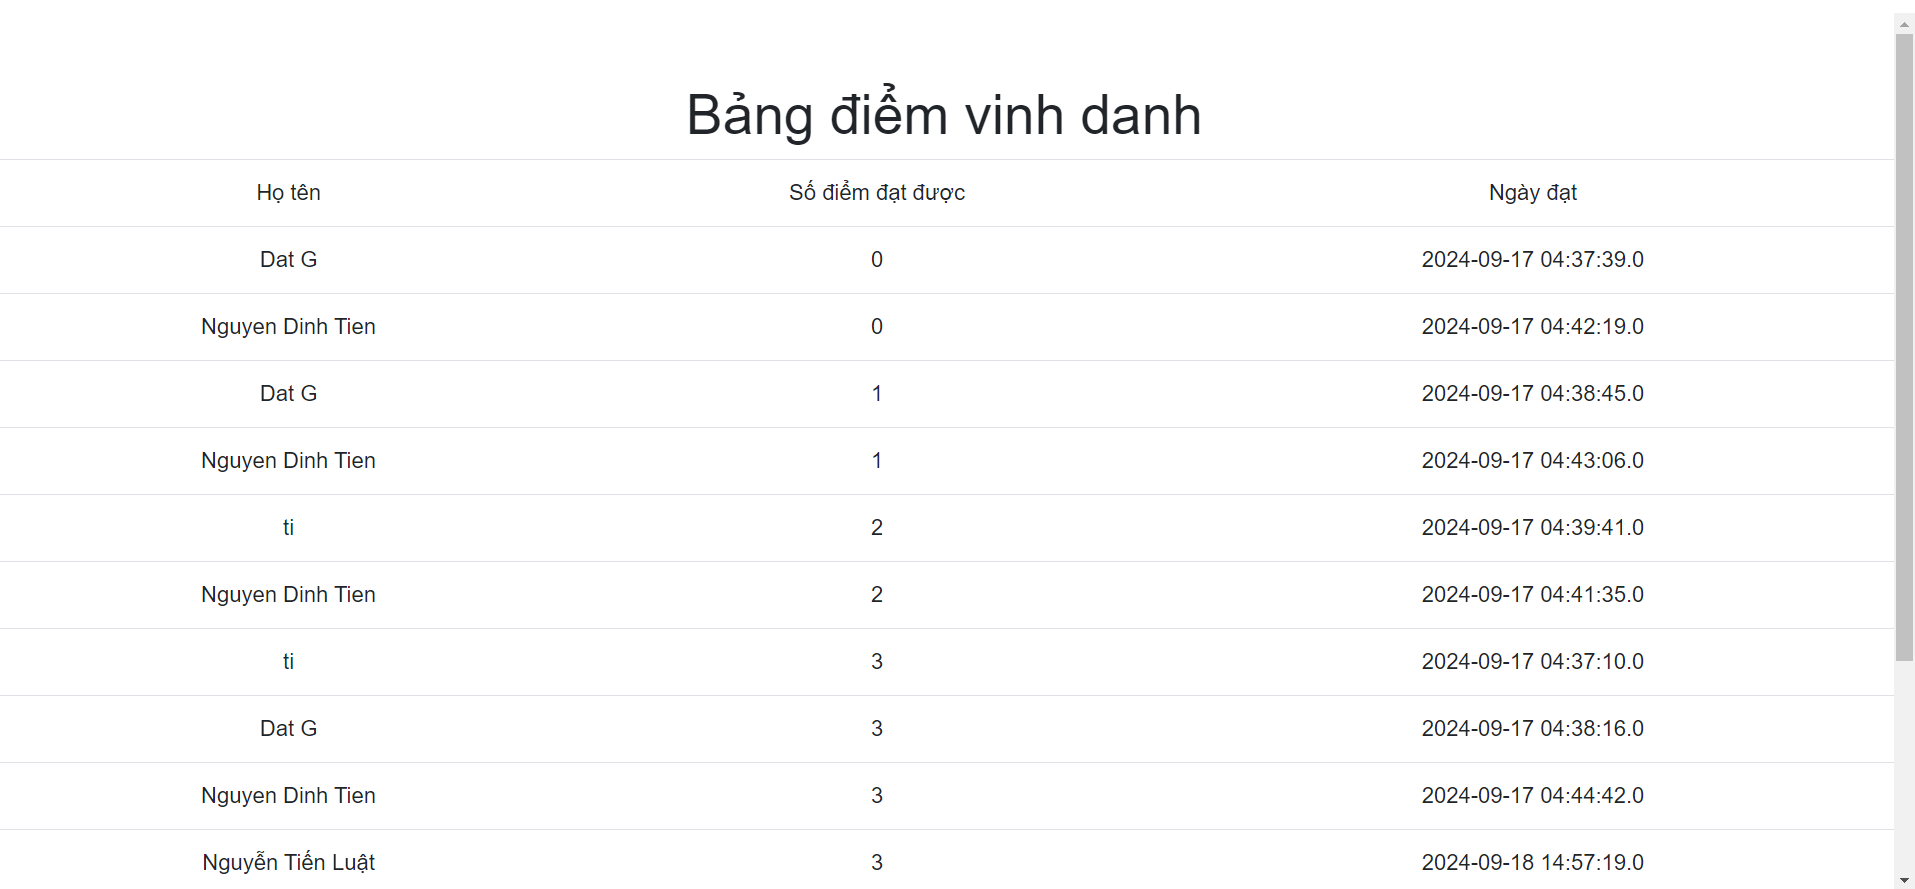 Bảng điểm vinh danh
Họ tên Số điểm đạt được Ngày đạt
Dat G 0 2024-09-17 04:37:39.0
Nguyen Dinh Tien 0 2024-09-17 04:42:19.0
Dat G 1 2024-09-17 04:38:45.0
Nguyen Dinh Tien 1 2024-09-17 04:43:06.0
ti 2 2024-09-17 04:39:41.0
Nguyen Dinh Tien 2 2024-09-17 04:41:35.0
ti 3 2024-09-17 04:37:10.0
Dat G 3 2024-09-17 04:38:16.0
Nguyen Dinh Tien 3 2024-09-17 04:44:42.0
Nguyễn Tiến Luật 3 2024-09-18 14:57:19.0